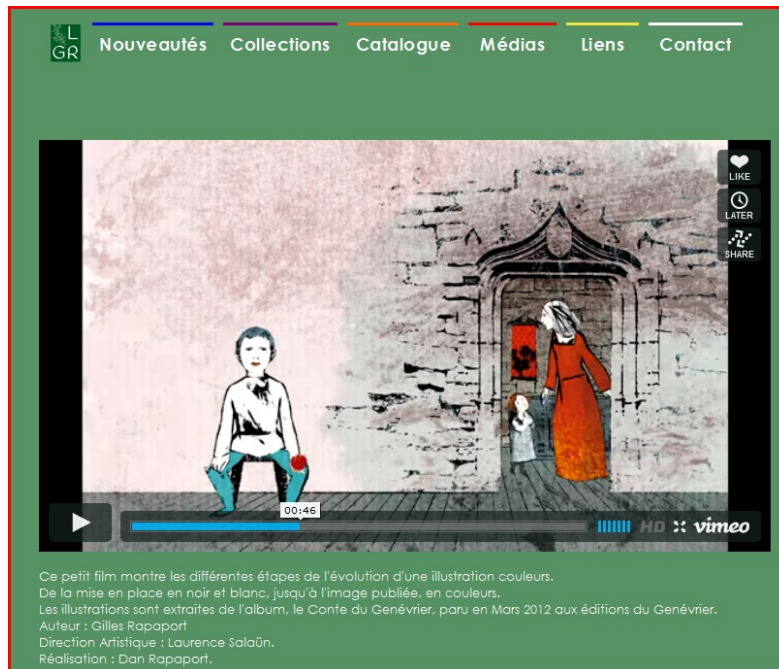 L
GR
Nouveautés Collections Catalogue Médias Liens Contact
LIKE
LATER
SHARE
00:46
HD vimeo
Ce petit film montre les différentes étapes de l'évolution d'une illustration couleurs.
De la mise en place en noir et blanc, jusqu'à l'image publiée, en couleurs.
Les illustrations sont extraites de l'album, le Conte du Genévrier, paru en Mars 2012 aux éditions du Genévrier.
Auteur : Gilles Rapaport
Direction Artistique : Laurence Salaün.
Réalisation : Dan Rapaport.